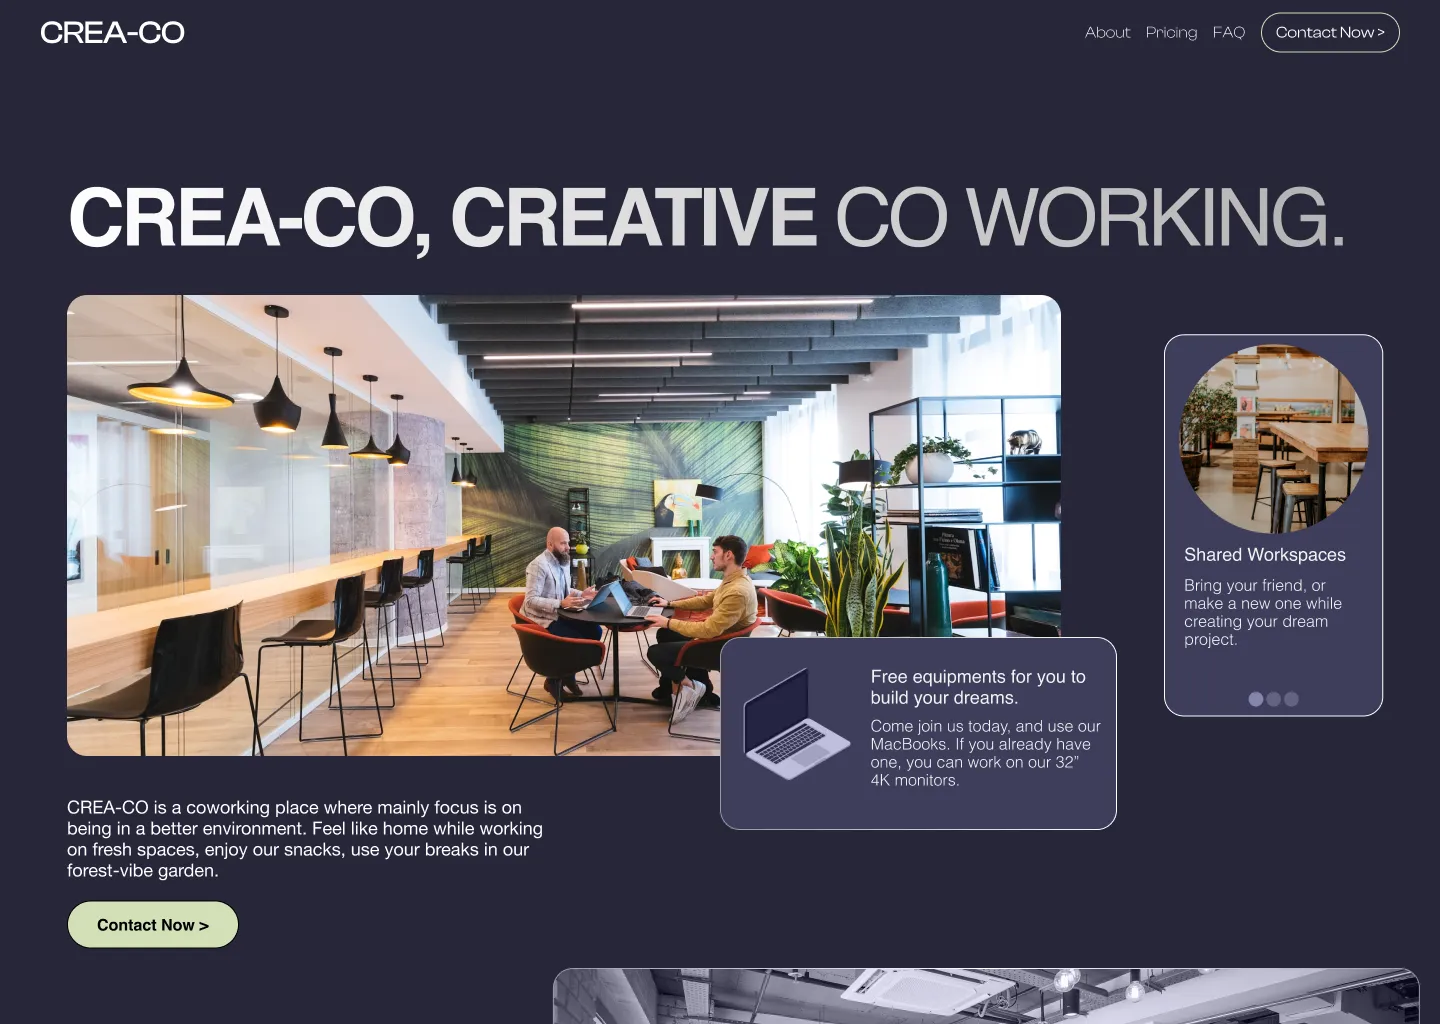 CREA-CO
About Pricing FAQ Contact Now >
CREA-CO, CREATIVE CO WORKING.
Shared Workspaces
Bring your friend, or
make a new one while
creating your dream
project.
Free equipments for you to
build your dreams.
Come join us today, and use our
MacBooks. If you already have
one, you can work on our 32”
4K monitors.
CREA-CO is a coworking place where mainly focus is on
being in a better environment. Feel like home while working
on fresh spaces, enjoy our snacks, use your breaks in our
forest-vibe garden.
Contact Now >